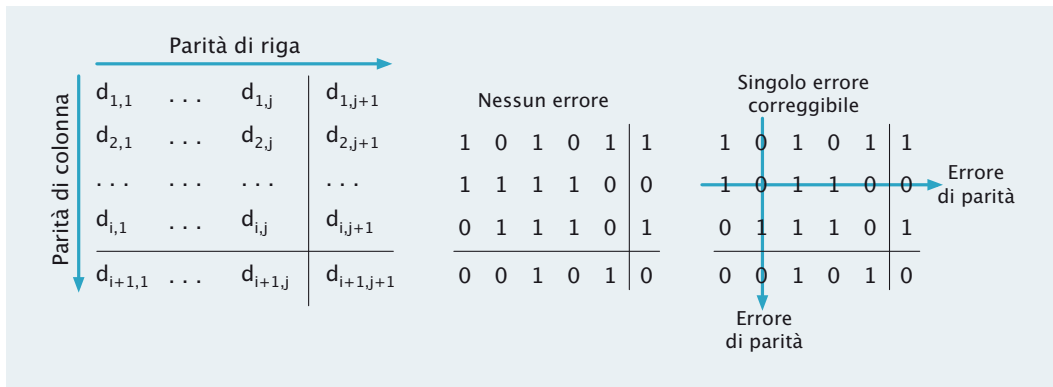 Parità di riga
Parità di colonna
d1,1 . . . d1,j d1,j+1
d2,1 . . . d2,j d2,j+1
. . . . . . . . . . . .
di,1 . . . di,j di,j+1
di+1,1 . . . di+1,j di+1,j+1
Nessun errore
1 0 1 0 1 1
1 1 1 1 0 0
0 1 1 1 0 1
0 0 1 0 1 0
Singolo errore
correggibile
1 0 1 0 1 1
1 0 1 1 0 0
0 1 1 1 0 1
0 0 1 0 1 0
Errore
di parità
Errore
di parità